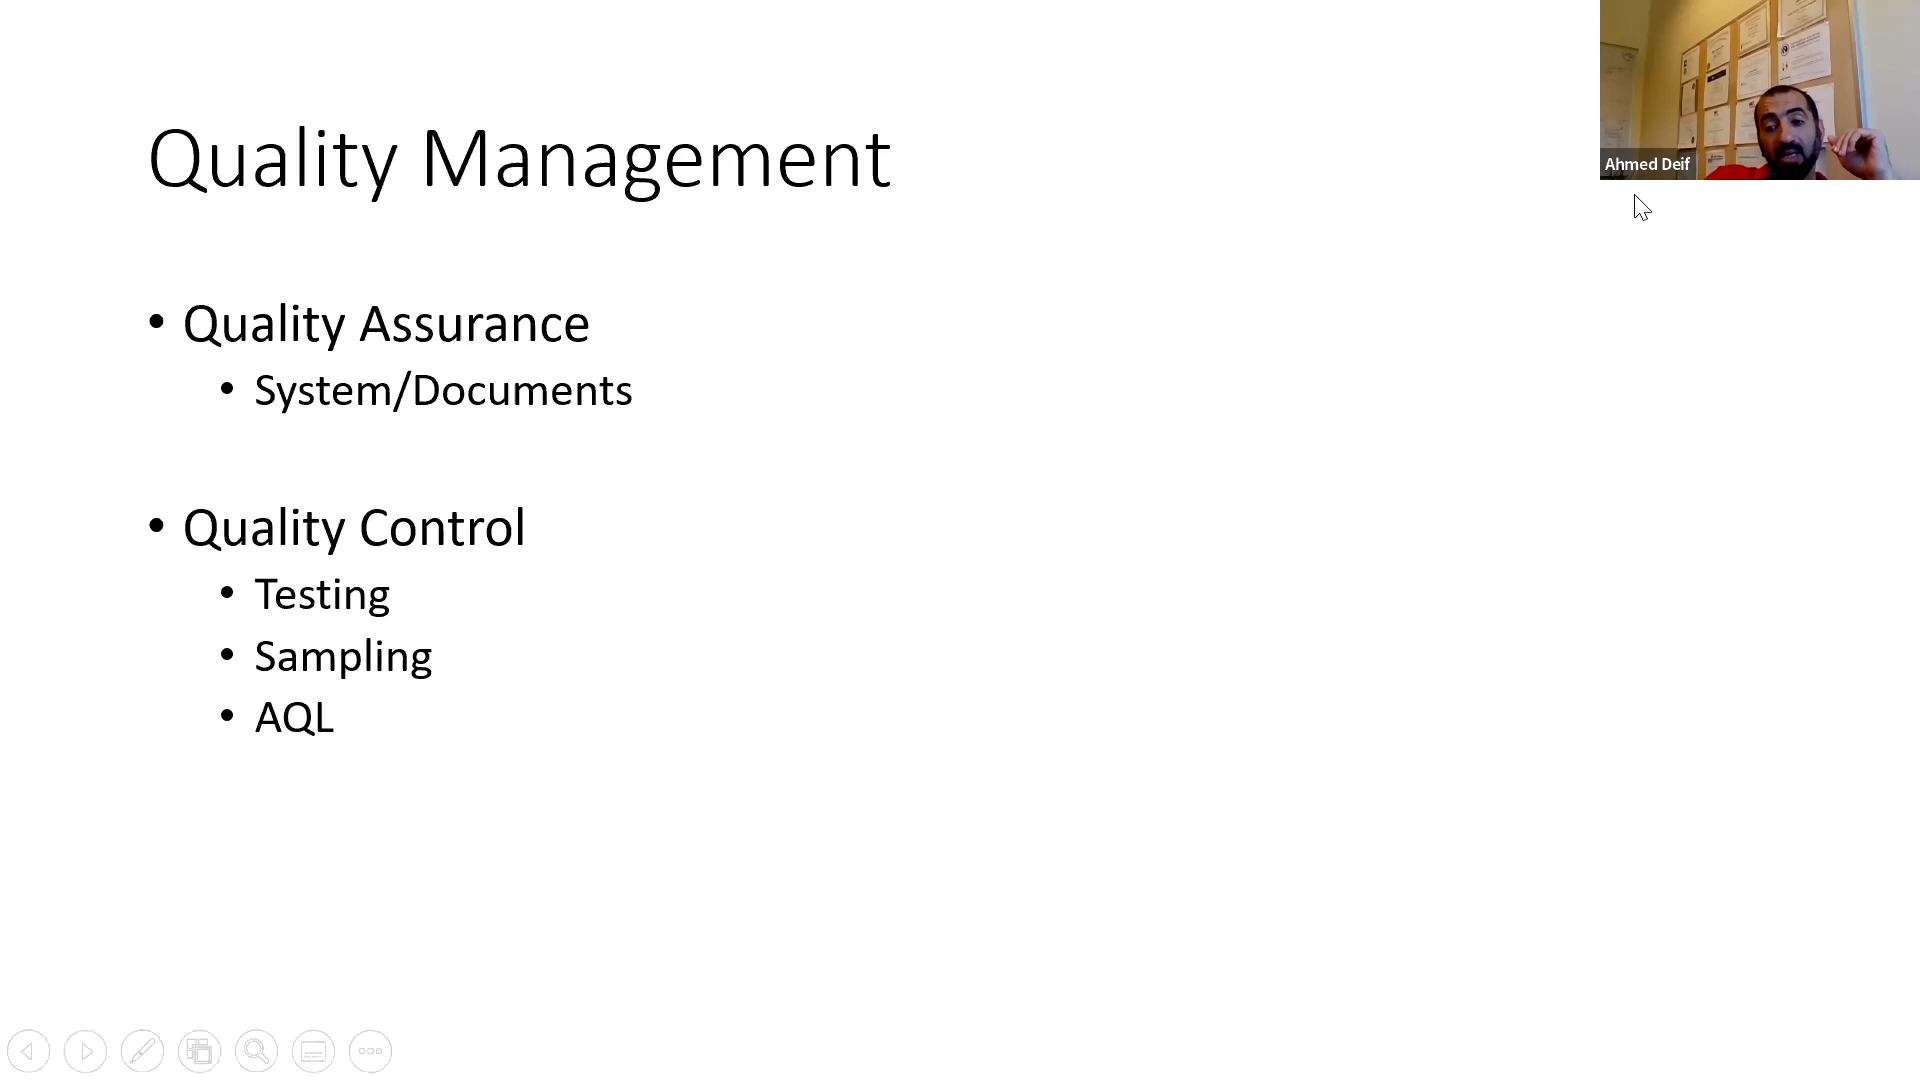 Quality Management
Ahmed Deif
• Quality Assurance
• System/Documents
• Quality Control
• Testing
• Sampling
• AQL